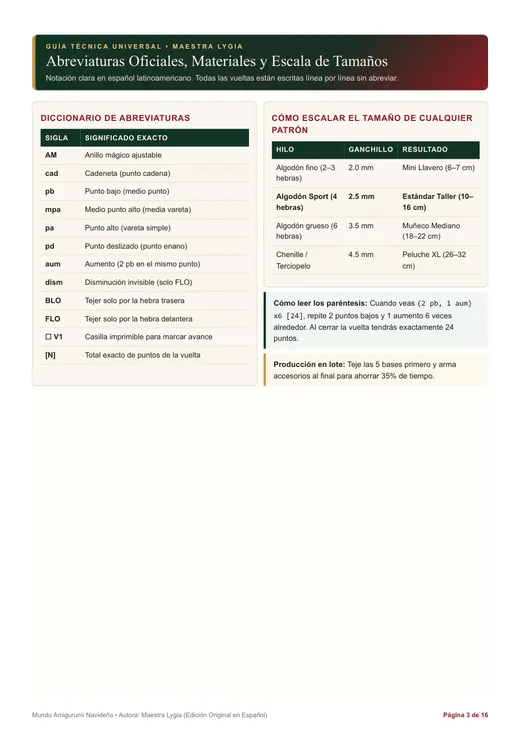 GUÍA TÉCNICA UNIVERSAL • MAESTRA LYGIA
Abreviaturas Oficiales, Materiales y Escala de Tamaños
Notación clara en español latinoamericano. Todas las vueltas están escritas línea por línea sin abreviar.
DICCIONARIO DE ABREVIATURAS
SIGLA SIGNIFICADO EXACTO
AM Anillo mágico ajustable
cad Cadeneta (punto cadena)
pb Punto bajo (medio punto)
mpa Medio punto alto (media vareta)
pa Punto alto (vareta simple)
pd Punto deslizado (punto enano)
aum Aumento (2 pb en el mismo punto)
dism Disminución invisible (solo FLO)
BLO Tejer solo por la hebra trasera
FLO Tejer solo por la hebra delantera
☐ V1 Casilla imprimible para marcar avance
[N] Total exacto de puntos de la vuelta
CÓMO ESCALAR EL TAMAÑO DE CUALQUIER
PATRÓN
HILO GANCHILLO RESULTADO
Algodón fino (2–3 2.0 mm Mini Llavero (6–7 cm)
hebras)
Algodón Sport (4 2.5 mm Estándar Taller (10–
hebras) 16 cm)
Algodón grueso (6 3.5 mm Muñeco Mediano
hebras) (18–22 cm)
Chenille / 4.5 mm Peluche XL (26–32
Terciopelo cm)
Cómo leer los paréntesis: Cuando veas (2 pb, 1 aum)
x6 [24], repite 2 puntos bajos y 1 aumento 6 veces
alrededor. Al cerrar la vuelta tendrás exactamente 24
puntos.
Producción en lote: Teje las 5 bases primero y arma
accesorios al final para ahorrar 35% de tiempo.
Mundo Amigurumi Navideño • Autora: Maestra Lygia (Edición Original en Español)
Página 3 de 16